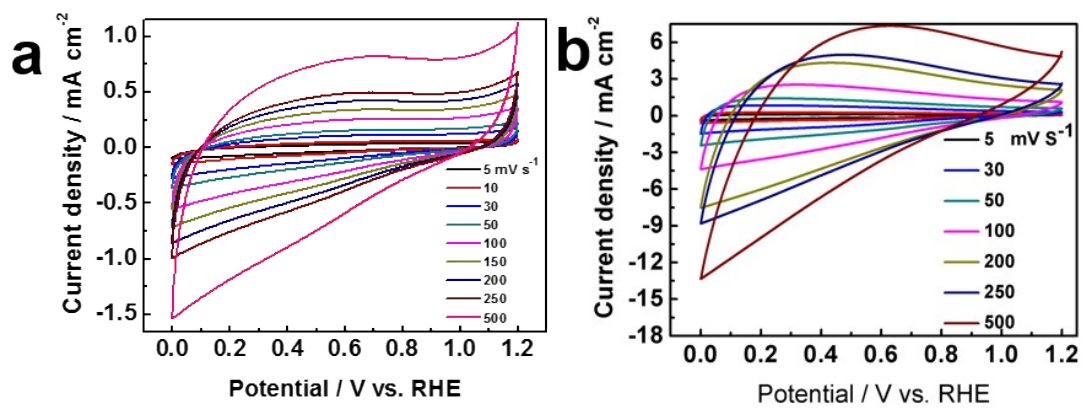 a
Current density / mA cm-2
1.0
0.5
0.0
-0.5
-1.0
-1.5
5 mV s-1
10
30
50
100
150
200
250
500
0.0 0.2 0.4 0.6 0.8 1.0 1.2
Potential / V vs. RHE
b
Current density / mA cm-2
6
3
0
-3
-6
-9
-12
-15
-18
5 mV S-1
30
50
100
200
250
500
0.0 0.2 0.4 0.6 0.8 1.0 1.2
Potential / V vs. RHE